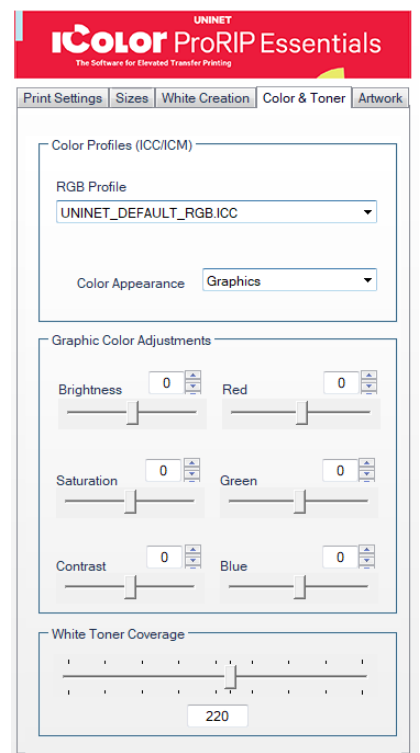 UNINET
IColor ProRIP Essentials
The Software for Elevated Transfer Printing
Print Settings Sizes White Creation Color & Toner Artwork
Color Profiles (ICC/ICM)
RGB Profile
UNINET_DEFAULT_RGB.ICC
Color Appearance Graphics
Graphic Color Adjustments
Brightness 0 Red 0
Saturation 0 Green 0
Contrast 0 Blue 0
White Toner Coverage
220